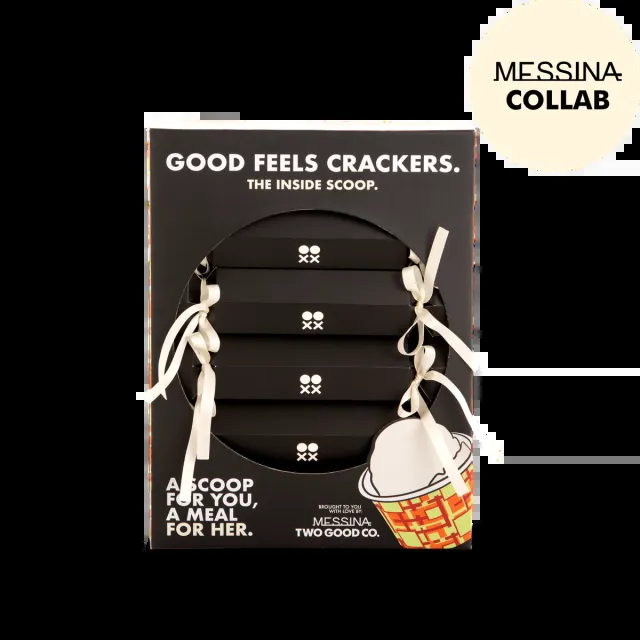 MESSINA
COLLAB
GOOD FEELS CRACKERS.
THE INSIDE SCOOP.
A SCOOP
FOR YOU,
A MEAL
FOR HER.
BROUGHT TO YOU
WITH LOVE BY:
MESSINA
TWO GOOD CO.